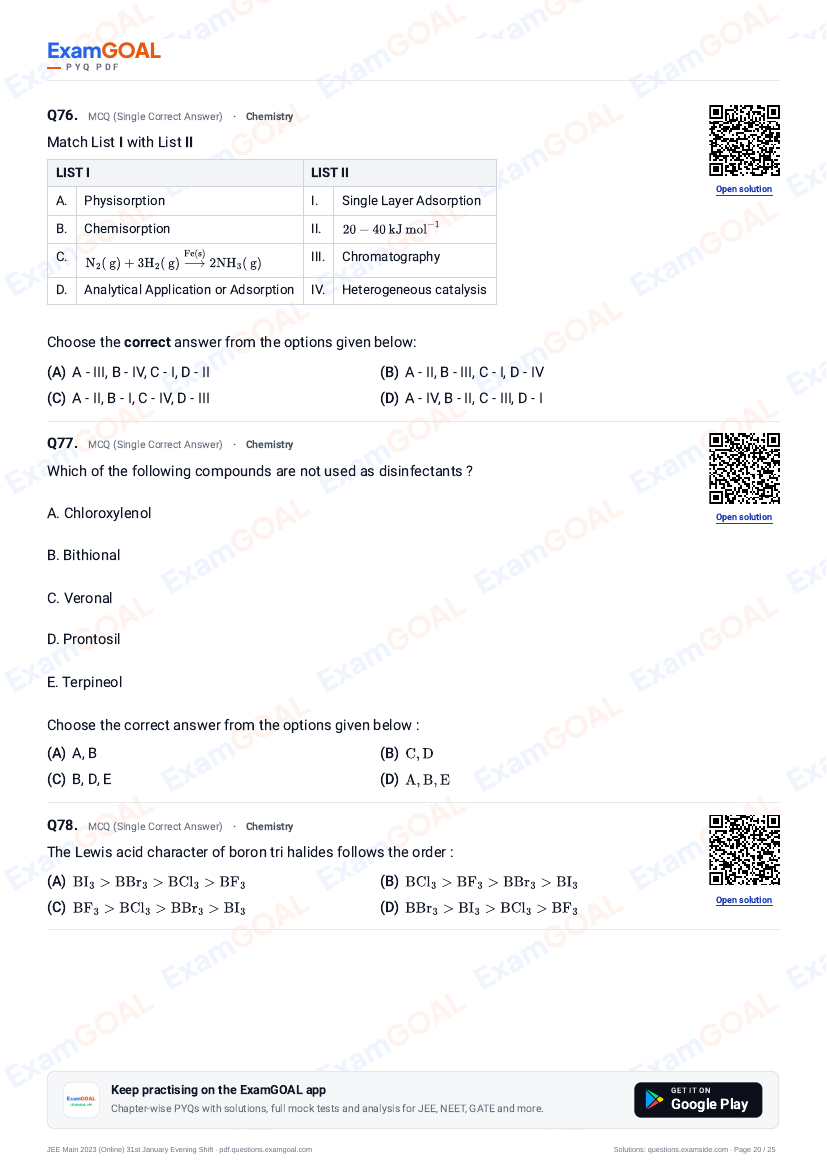 ExamGOAL
PYQ PDF
Q76. MCQ (Single Correct Answer) · Chemistry
Match List I with List II
LIST I LIST II
A. Physisorption I. Single Layer Adsorption
B. Chemisorption II. 20 − 40 kJ mol⁻¹
C. N₂( g) + 3H₂( g) —Fe(s)→ 2NH₃( g) III. Chromatography
D. Analytical Application or Adsorption IV. Heterogeneous catalysis
Choose the correct answer from the options given below:
(A) A - III, B - IV, C - I, D - II (B) A - II, B - III, C - I, D - IV
(C) A - II, B - I, C - IV, D - III (D) A - IV, B - II, C - III, D - I
Open solution
Q77. MCQ (Single Correct Answer) · Chemistry
Which of the following compounds are not used as disinfectants ?
A. Chloroxylenol
B. Bithional
C. Veronal
D. Prontosil
E. Terpineol
Choose the correct answer from the options given below :
(A) A, B (B) C, D
(C) B, D, E (D) A, B, E
Open solution
Q78. MCQ (Single Correct Answer) · Chemistry
The Lewis acid character of boron tri halides follows the order :
(A) BI₃ > BBr₃ > BCl₃ > BF₃ (B) BCl₃ > BF₃ > BBr₃ > BI₃
(C) BF₃ > BCl₃ > BBr₃ > BI₃ (D) BBr₃ > BI₃ > BCl₃ > BF₃
Open solution
ExamGOAL
Keep practising on the ExamGOAL app
Chapter-wise PYQs with solutions, full mock tests and analysis for JEE, NEET, GATE and more.
GET IT ON
Google Play
JEE Main 2023 (Online) 31st January Evening Shift · pdf.questions.examgoal.com Solutions: questions.examside.com · Page 20 / 25